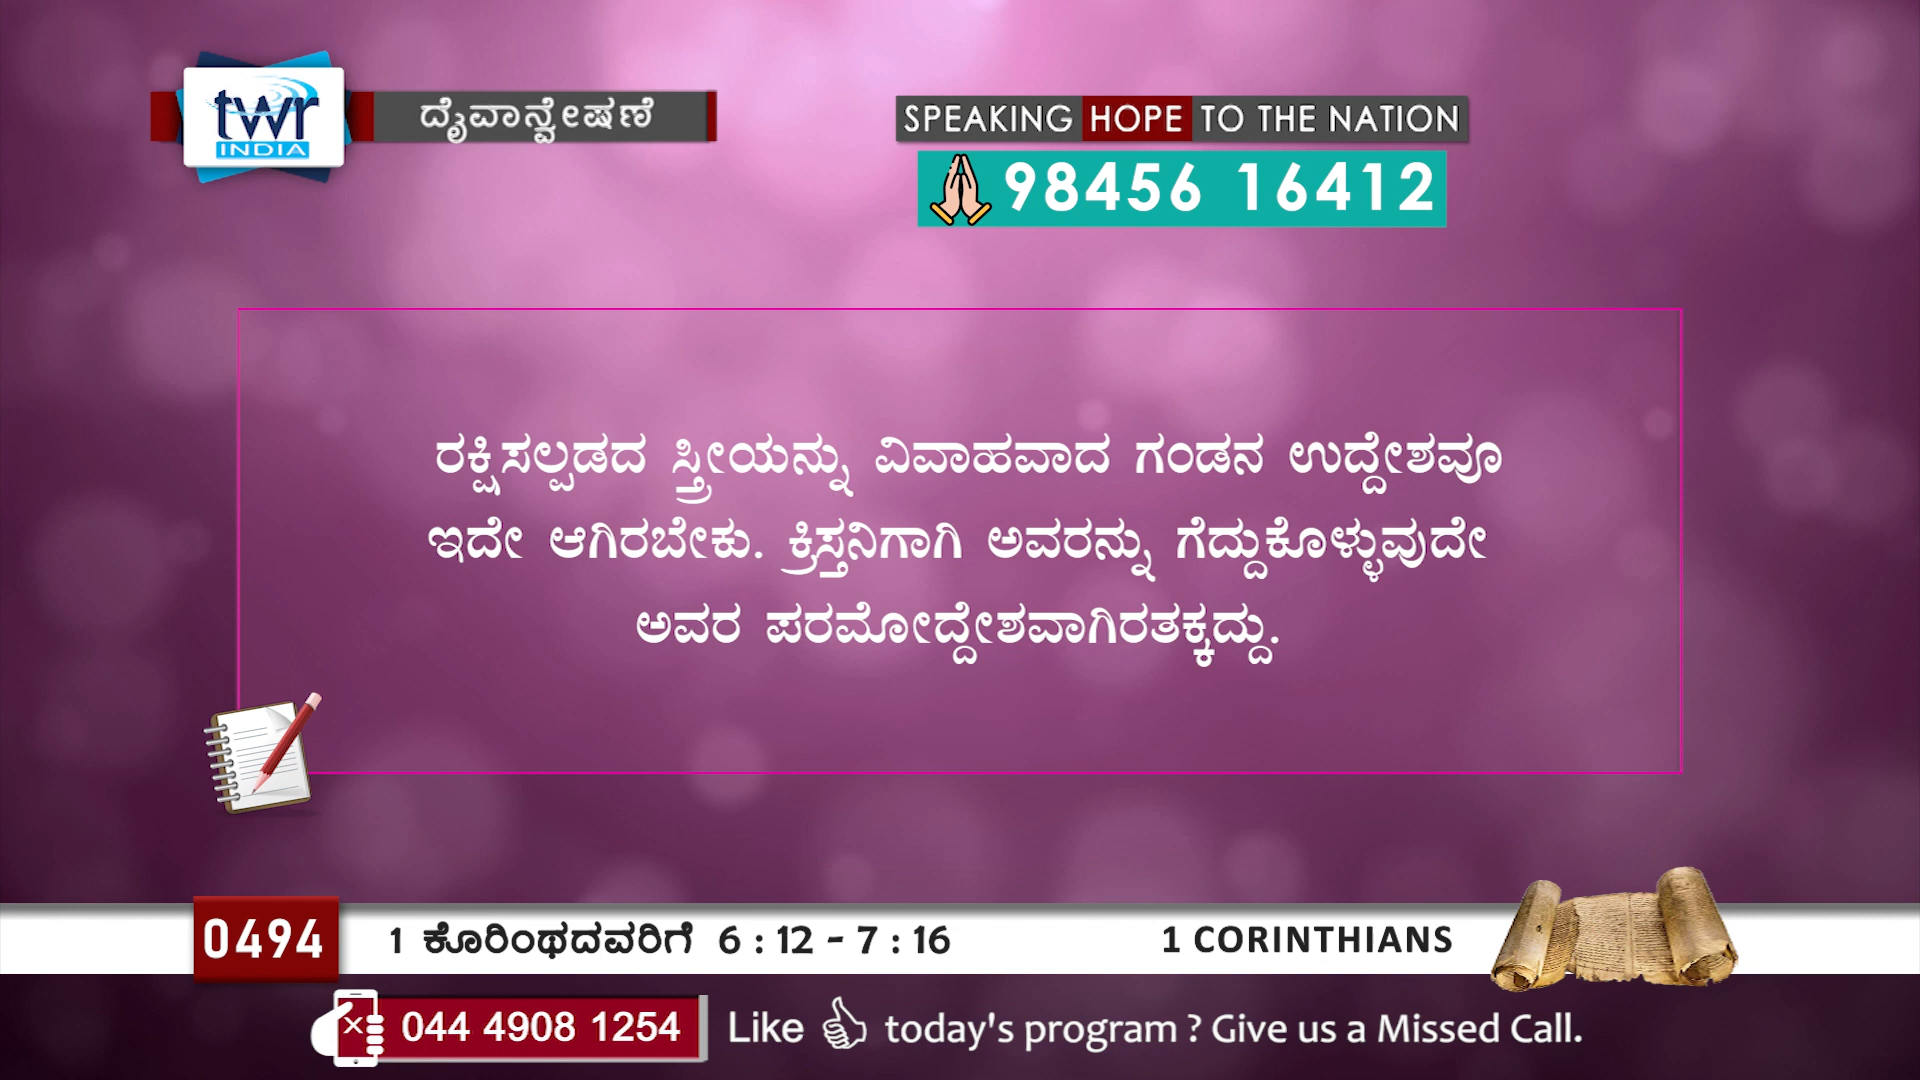 twr
INDIA
ದೈವಾನ್ವೇಷಣೆ
SPEAKING HOPE TO THE NATION
98456 16412
ರಕ್ಷಿಸಲ್ಪಡದ ಸ್ತ್ರೀಯನ್ನು ವಿವಾಹವಾದ ಗಂಡನ ಉದ್ದೇಶವೂ
ಇದೇ ಆಗಿರಬೇಕು. ಕ್ರಿಸ್ತನಿಗಾಗಿ ಅವರನ್ನು ಗೆದ್ದುಕೊಳ್ಳುವುದೇ
ಅವರ ಪರಮೋದ್ದೇಶವಾಗಿರತಕ್ಕದ್ದು.
0494 1 ಕೊರಿಂಥದವರಿಗೆ 6 : 12 - 7 : 16 1 CORINTHIANS
044 4908 1254 Like today's program ? Give us a Missed Call.